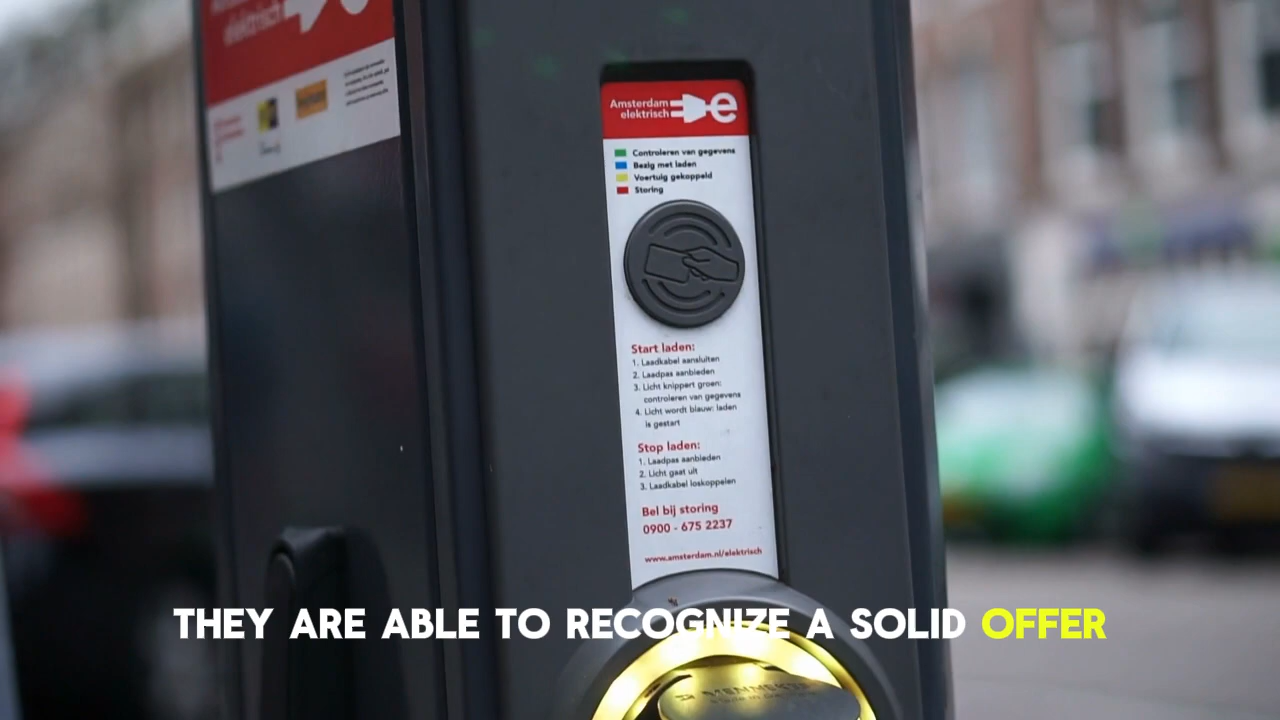 elektrisch
Amsterdam
elektrisch
e
Controleren van gegevens
Bezig met laden
Voertuig gekoppeld
Storing
Start laden:
1. Laadkabel aansluiten
2. Laadpas aanbieden
3. Licht knippert groen:
controleren van gegevens
4. Licht wordt blauw: laden
is gestart
Stop laden:
1. Laadpas aanbieden
2. Licht gaat uit
3. Laadkabel loskoppelen
Bel bij storing
0900 - 675 2237
www.amsterdam.nl/elektrisch
THEY ARE ABLE TO RECOGNIZE A SOLID OFFER
MENNEKES